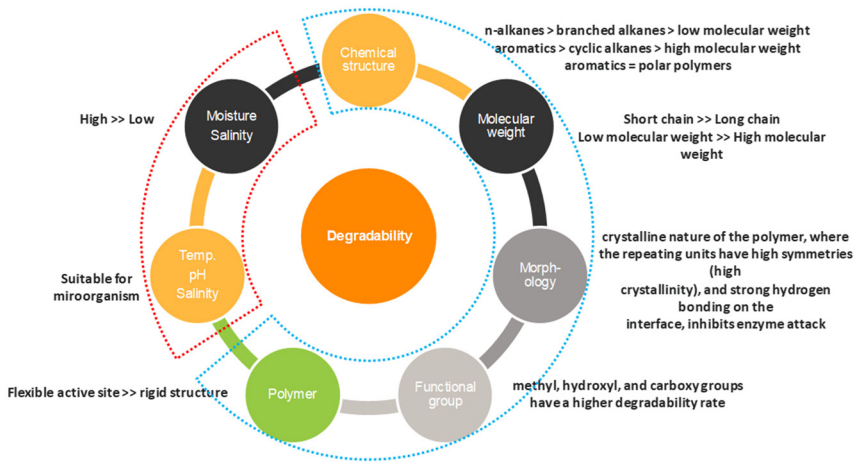 n-alkanes > branched alkanes > low molecular weight
aromatics > cyclic alkanes > high molecular weight
aromatics = polar polymers
Chemical
structure
High >> Low
Moisture
Salinity
Molecular
weight
Short chain >> Long chain
Low molecular weight >> High molecular
weight
Degradability
Suitable for
miroorganism
Temp.
pH
Salinity
Morph-
ology
crystalline nature of the polymer, where
the repeating units have high symmetries
(high
crystallinity), and strong hydrogen
bonding on the
interface, inhibits enzyme attack
Flexible active site >> rigid structure
Polymer
Functional
group
methyl, hydroxyl, and carboxy groups
have a higher degradability rate